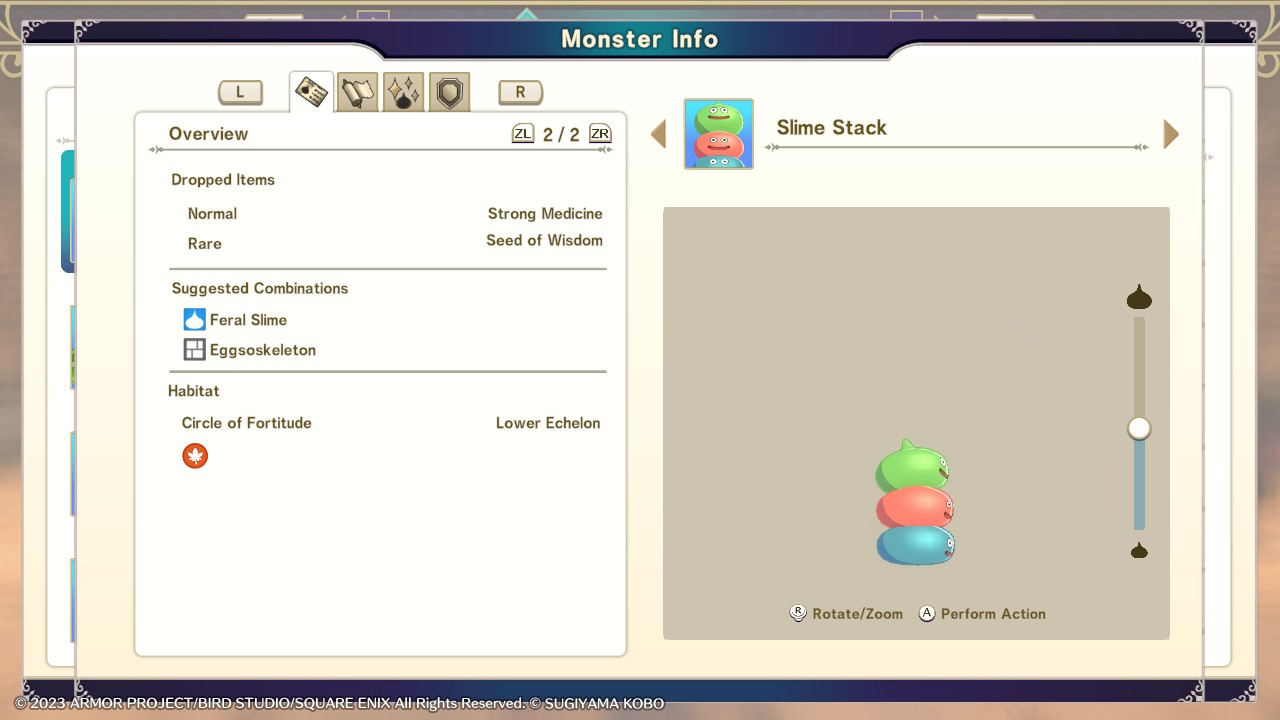 Monster Info
L
R
Overview
ZL 2 / 2 ZR
Dropped Items
Normal Strong Medicine
Rare Seed of Wisdom
Suggested Combinations
Feral Slime
Eggsoskeleton
Habitat
Circle of Fortitude Lower Echelon
Slime Stack
R Rotate/Zoom A Perform Action
© 2023 ARMOR PROJECT/BIRD STUDIO/SQUARE ENIX All Rights Reserved. © SUGIYAMA KOBO